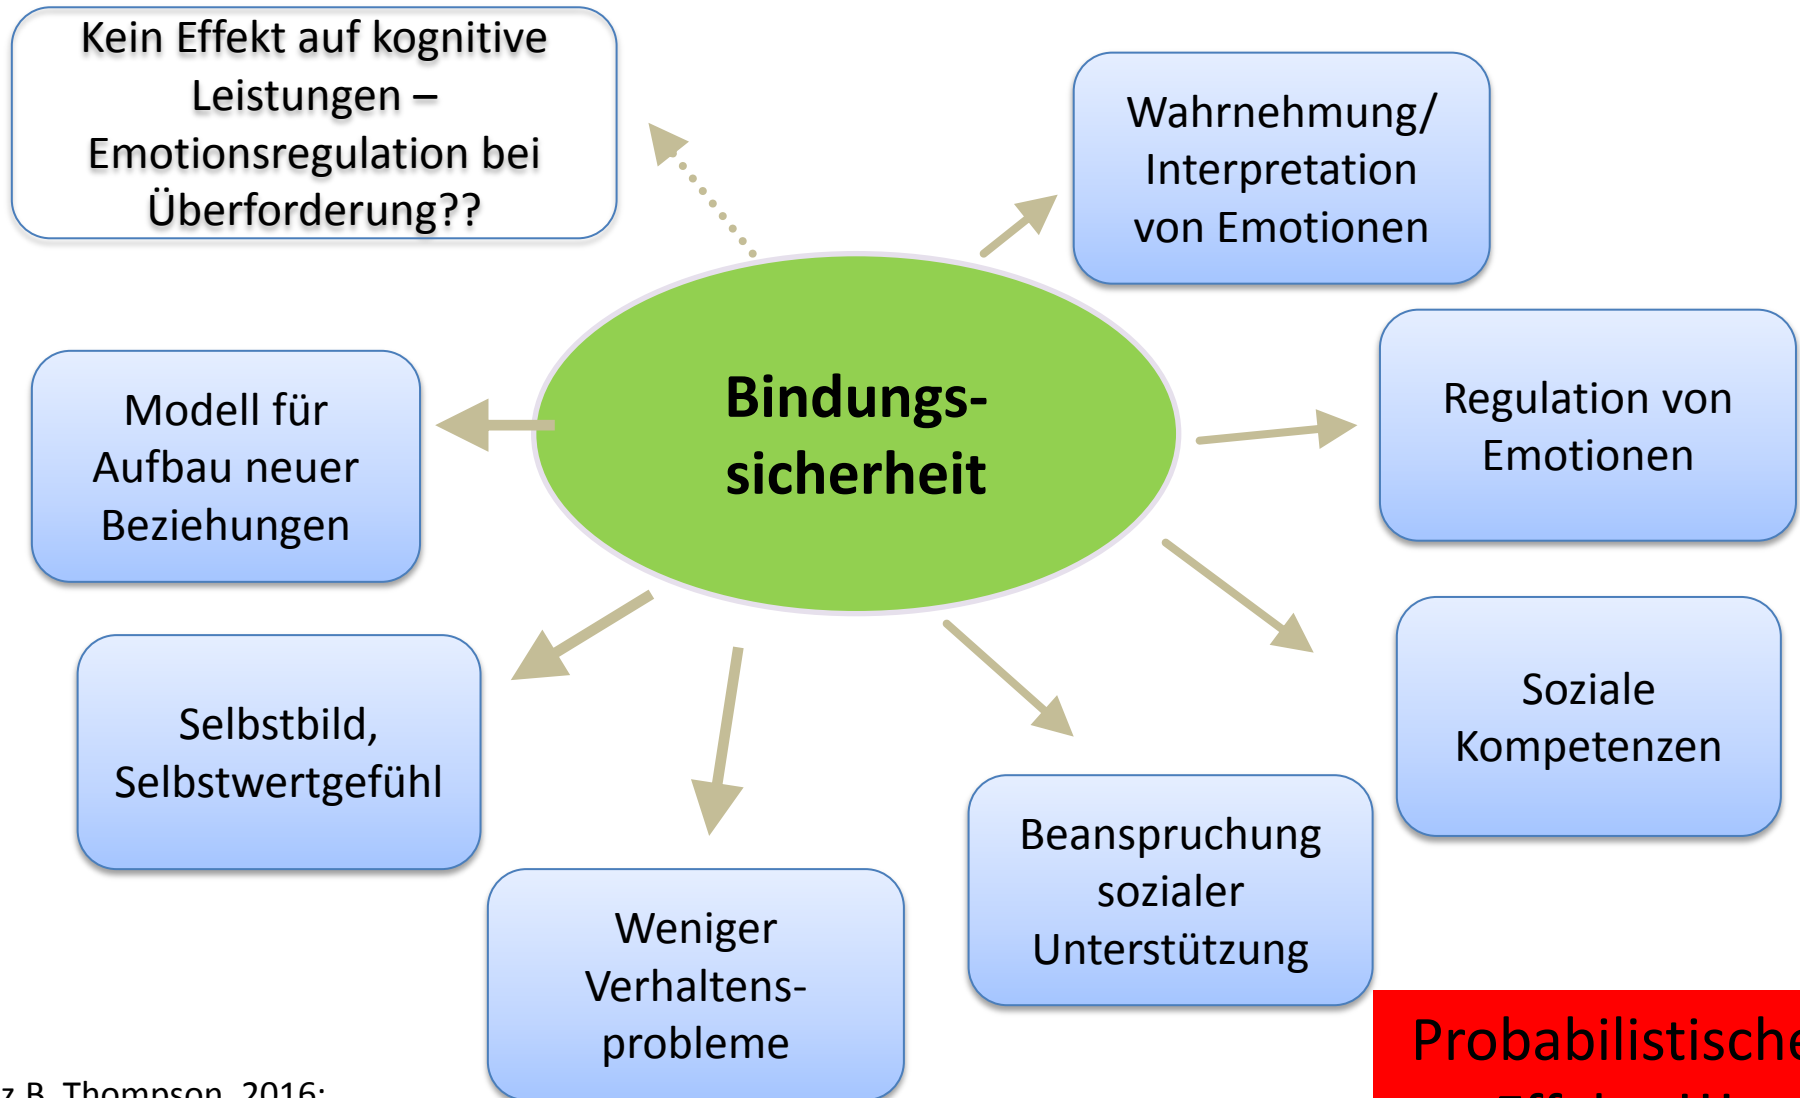 Kein Effekt auf kognitive
Leistungen –
Emotionsregulation bei
Überforderung??
Wahrnehmung/
Interpretation
von Emotionen
Bindungs-
sicherheit
Modell für
Aufbau neuer
Beziehungen
Regulation von
Emotionen
Selbstbild,
Selbstwertgefühl
Soziale
Kompetenzen
Beanspruchung
sozialer
Unterstützung
Weniger
Verhaltens-
probleme
Probabilistische
z.B. Thompson, 2016;